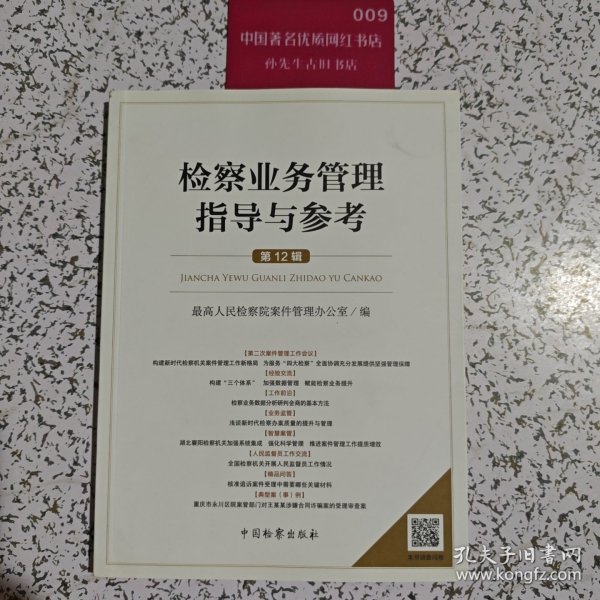 009
中国著名优质网红书店
孙先生古旧书店
检察业务管理
指导与参考
第12辑
JIANCHA YEWU GUANLI ZHIDAO YU CANKAO
最高人民检察院案件管理办公室/编
【第二次案件管理工作会议】
构建新时代检察机关案件管理工作新格局 为服务“四大检察”全面协调充分发展提供坚强管理保障
【经验交流】
构建“三个体系” 加强数据管理 赋能检察业务提升
【工作前沿】
检察业务数据分析研判会商的基本方法
【业务监管】
浅谈新时代检察办案质量的提升与管理
【智慧案管】
湖北襄阳检察机关加强系统集成 强化科学管理 推进案件管理工作提质增效
【人民监督员工作交流】
全国检察机关开展人民监督员工作情况
【精品问答】
核准追诉案件受理中需要哪些关键材料
【典型案(事)例】
重庆市永川区院案管部门对王某某涉嫌合同诈骗案的受理审查案
中国检察出版社
本书调查问卷
孔夫子旧书网
www.kongfz.com